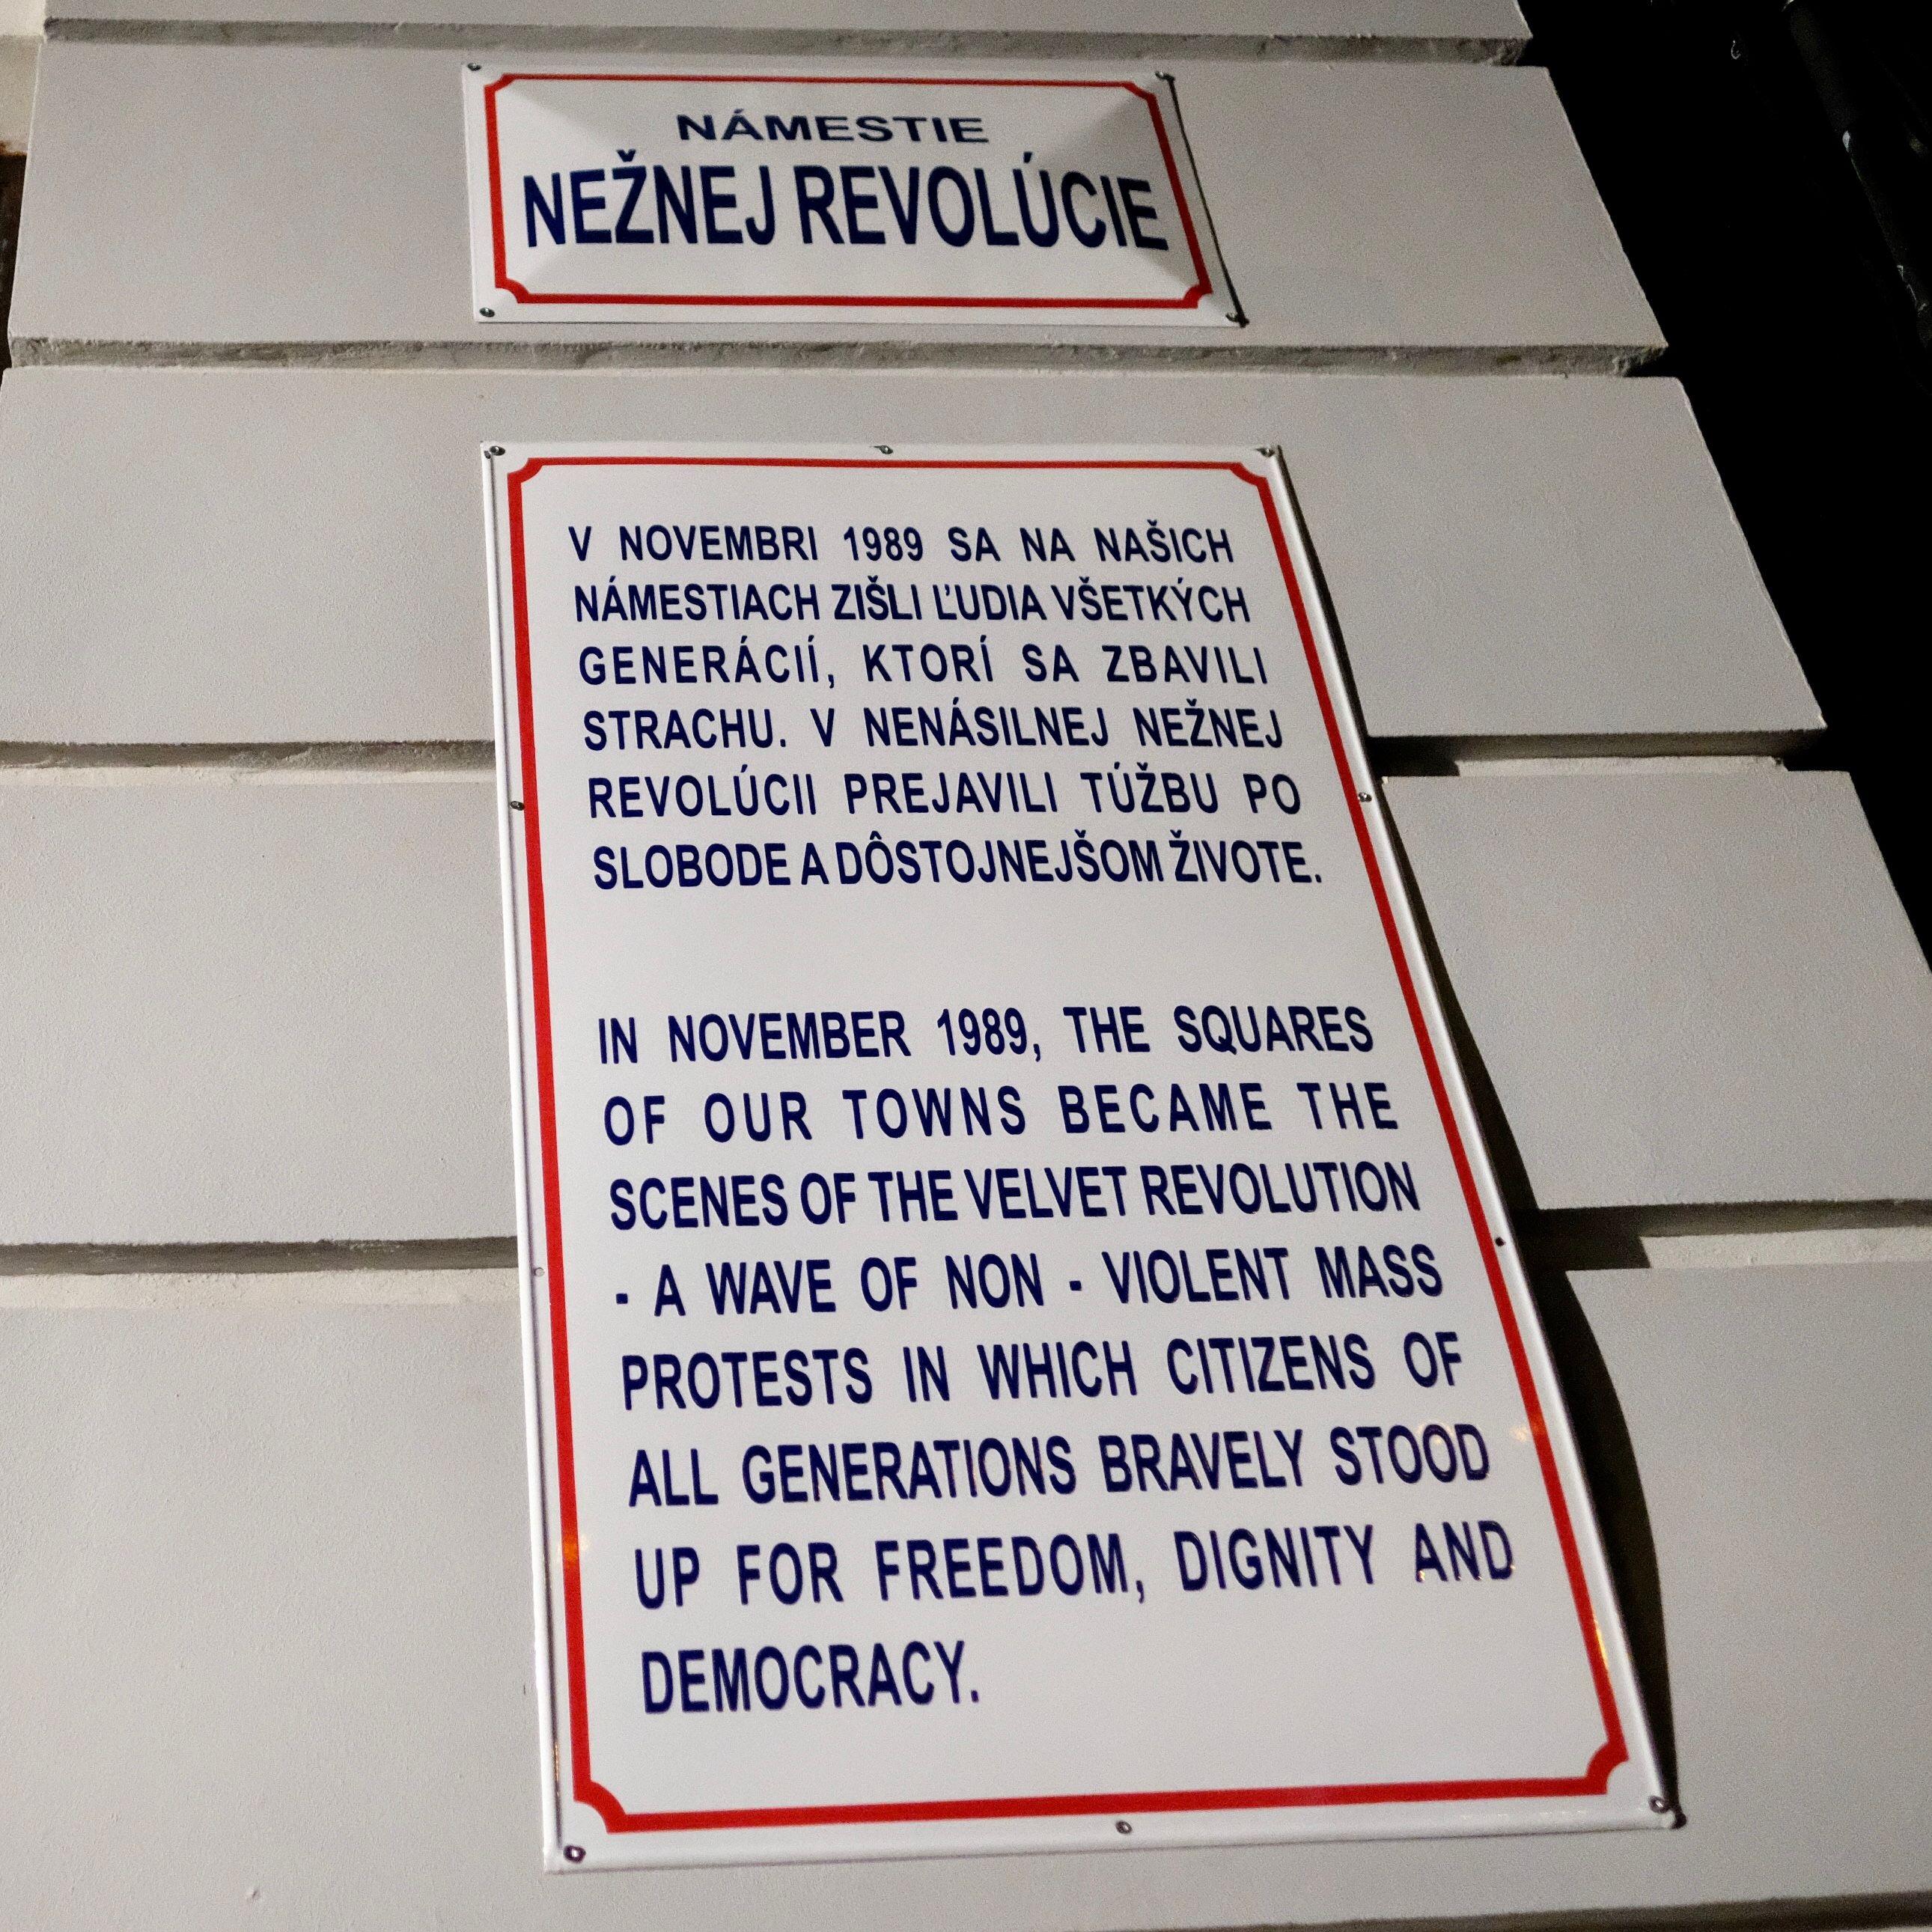 NÁMESTIE
NEŽNEJ REVOLÚCIE
V NOVEMBRI 1989 SA NA NAŠICH
NÁMESTIACH ZIŠLI ĽUDIA VŠETKÝCH
GENERÁCIÍ, KTORÍ SA ZBAVILI
STRACHU. V NENÁSILNEJ NEŽNEJ
REVOLÚCII PREJAVILI TÚŽBU PO
SLOBODE A DÔSTOJNEJŠOM ŽIVOTE.
IN NOVEMBER 1989, THE SQUARES
OF OUR TOWNS BECAME THE
SCENES OF THE VELVET REVOLUTION
- A WAVE OF NON - VIOLENT MASS
PROTESTS IN WHICH CITIZENS OF
ALL GENERATIONS BRAVELY STOOD
UP FOR FREEDOM, DIGNITY AND
DEMOCRACY.